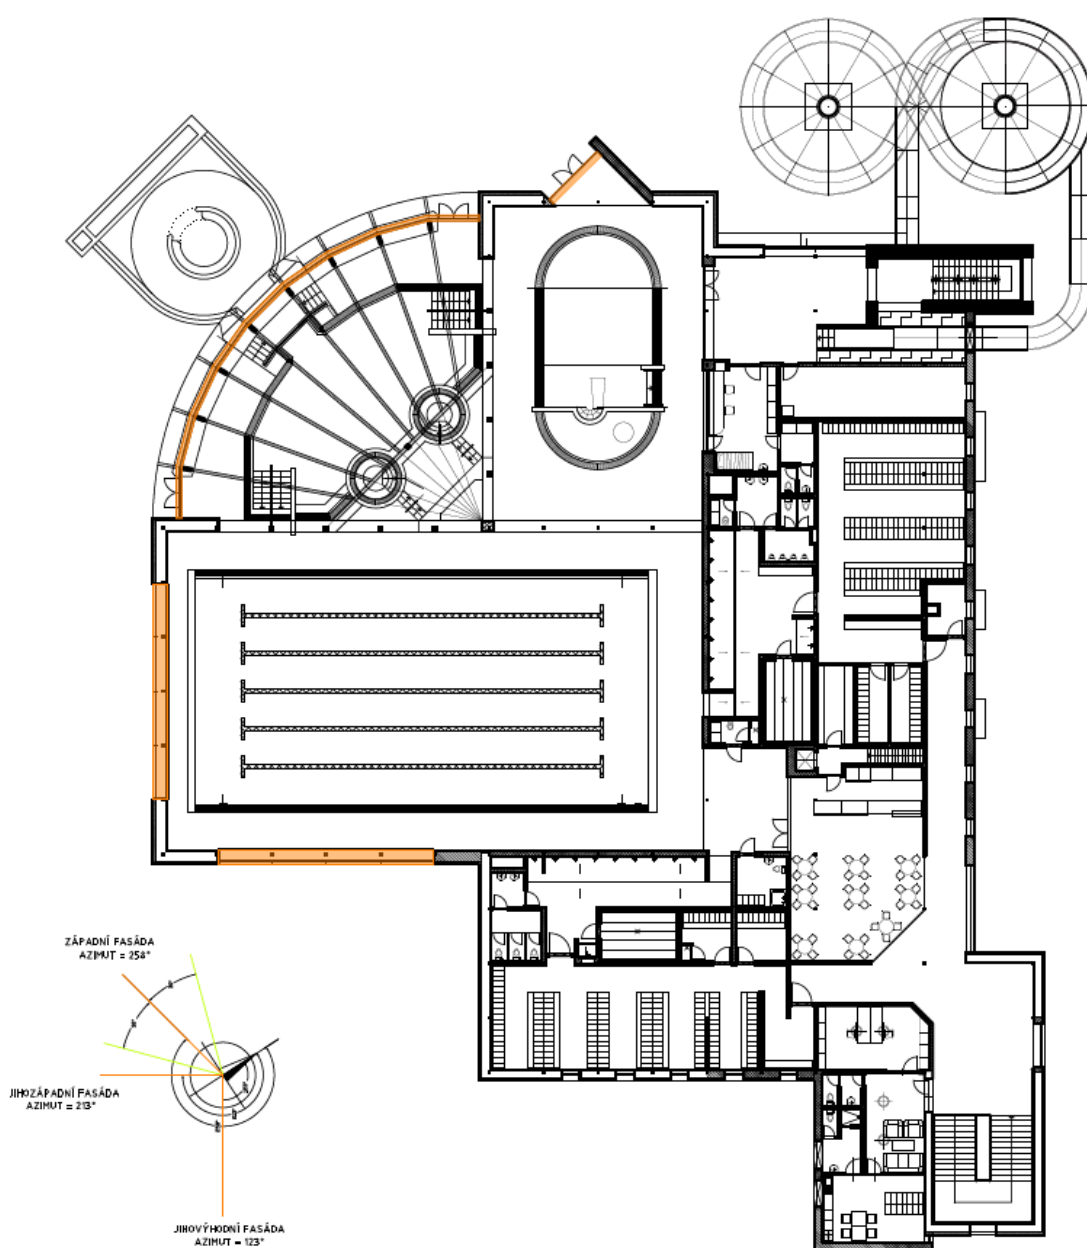 ZÁPADNÍ FASÁDA
AZIMUT = 258°
JIHOZÁPADNÍ FASÁDA
AZIMUT = 213°
JIHOVÝHODNÍ FASÁDA
AZIMUT = 123°